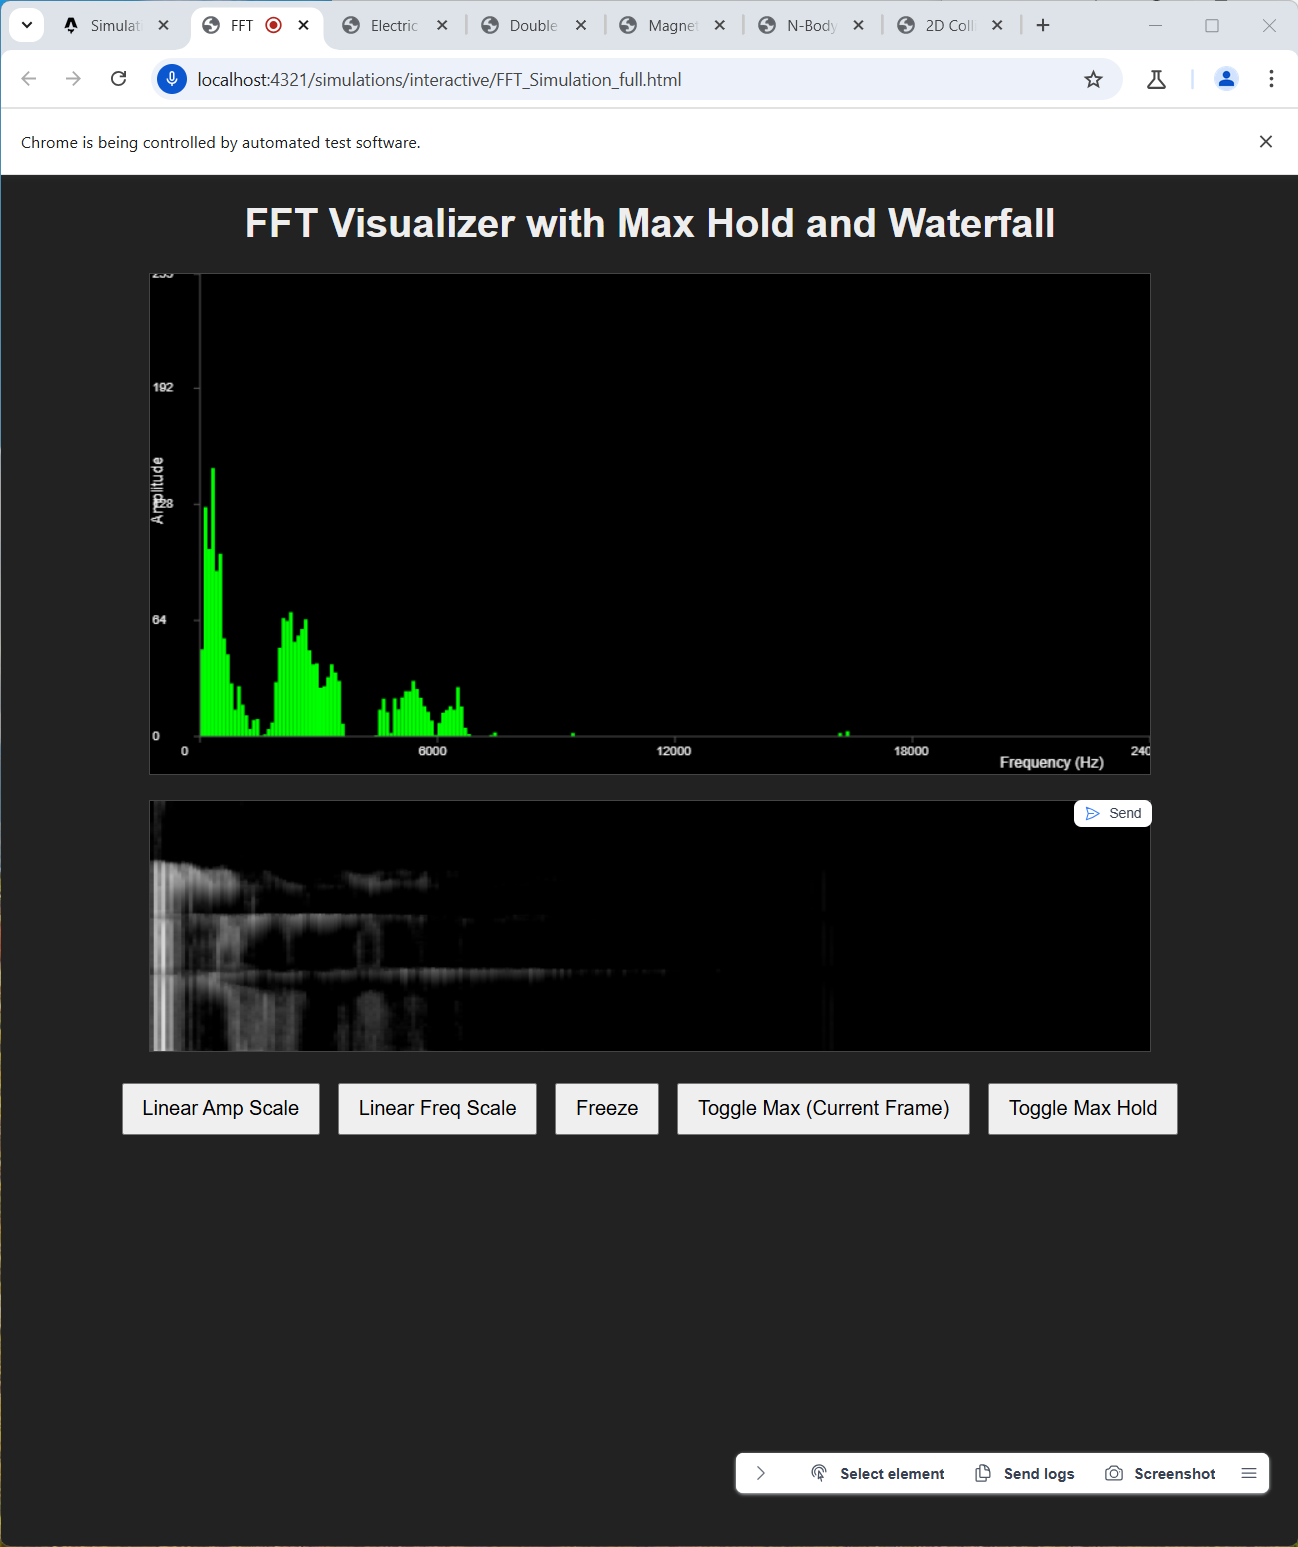 Simulat
FFT
Electric
Double
Magnet
N-Body
2D Coll
localhost:4321/simulations/interactive/FFT_Simulation_full.html
Chrome is being controlled by automated test software.
FFT Visualizer with Max Hold and Waterfall
255
192
Amplitude
128
64
0
0
6000
12000
18000
240
Frequency (Hz)
Send
Linear Amp Scale
Linear Freq Scale
Freeze
Toggle Max (Current Frame)
Toggle Max Hold
Select element
Send logs
Screenshot